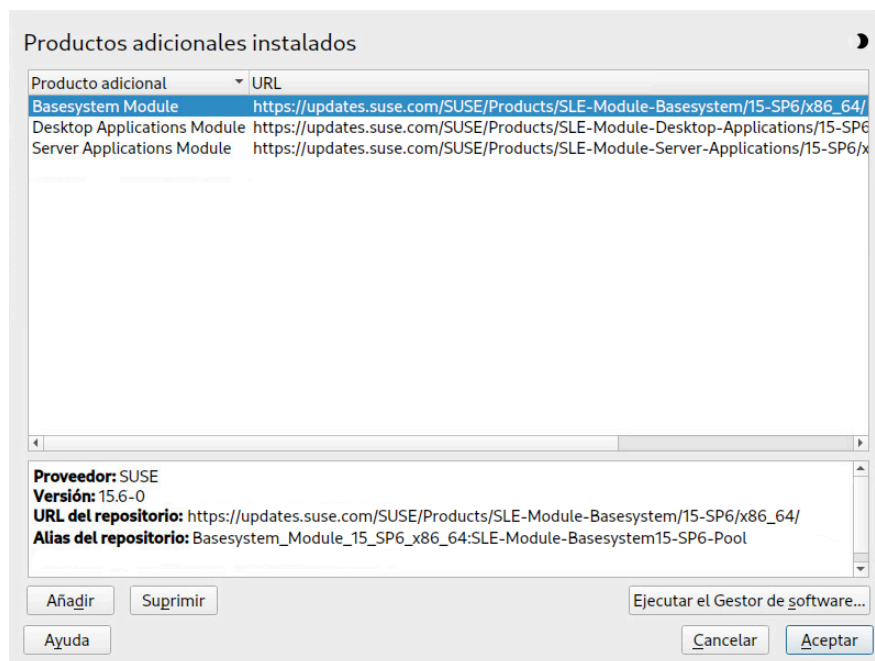 Productos adicionales instalados
Producto adicional URL
Basesystem Module https://updates.suse.com/SUSE/Products/SLE-Module-Basesystem/15-SP6/x86_64/
Desktop Applications Module https://updates.suse.com/SUSE/Products/SLE-Module-Desktop-Applications/15-SP6
Server Applications Module https://updates.suse.com/SUSE/Products/SLE-Module-Server-Applications/15-SP6/x
Proveedor: SUSE
Versión: 15.6-0
URL del repositorio: https://updates.suse.com/SUSE/Products/SLE-Module-Basesystem/15-SP6/x86_64/
Alias del repositorio: Basesystem_Module_15_SP6_x86_64:SLE-Module-Basesystem15-SP6-Pool
Añadir Suprimir Ejecutar el Gestor de software...
Ayuda Cancelar Aceptar